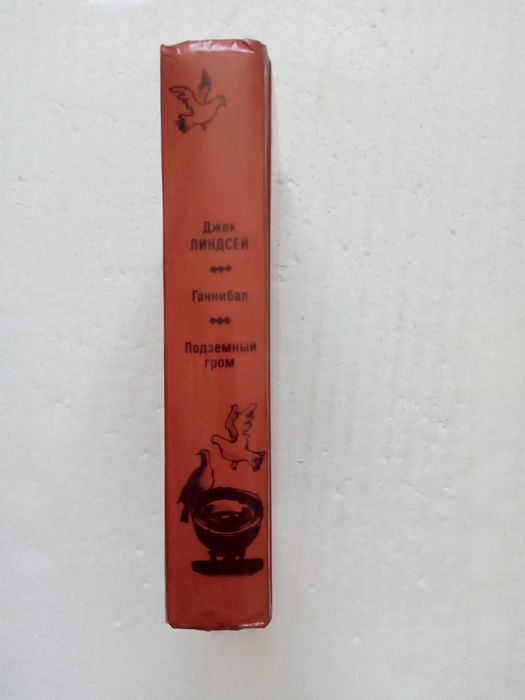 Джек
ЛИНДСЕЙ
Ганнибал
Подземный
гром